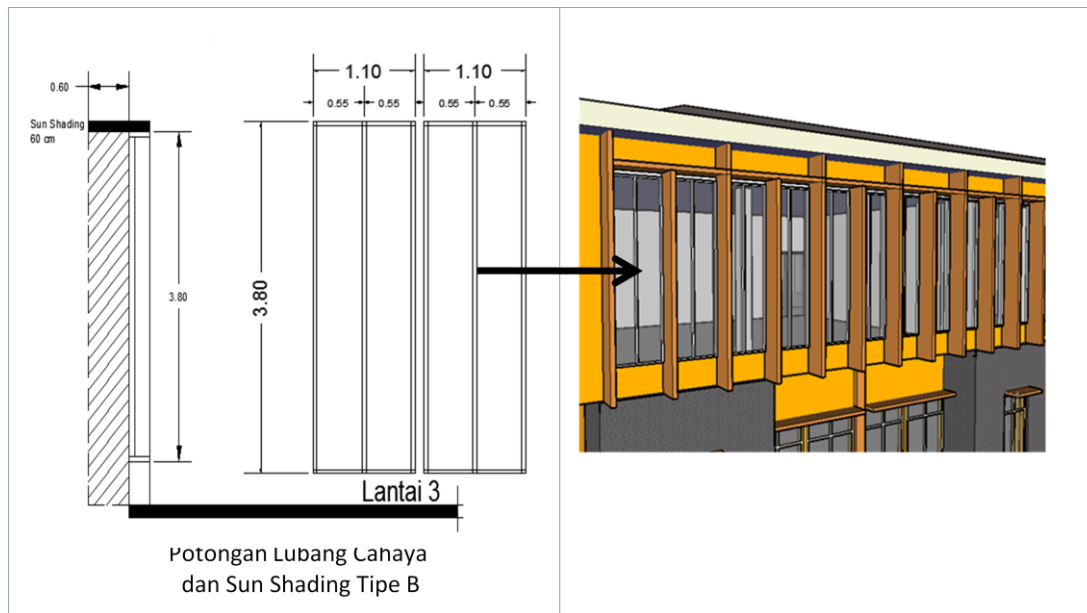 1.10
1.10
0.60
0.55
0.55
0.55
0.55
Sun Shading
60 cm
3.80
3.80
Lantai 3
Potongan Lubang Cahaya
dan Sun Shading Tipe B